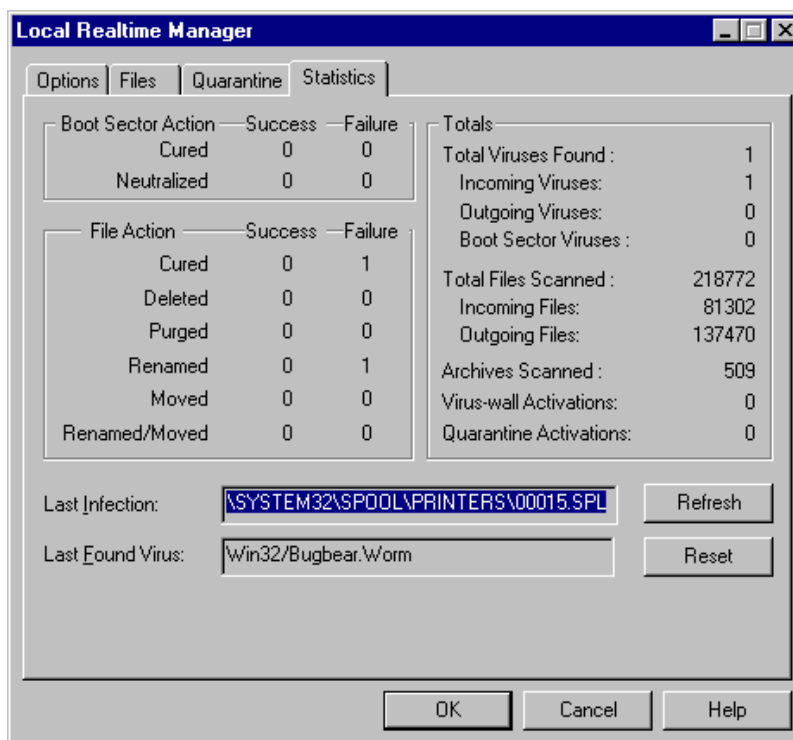 Local Realtime Manager
Options Files Quarantine Statistics
Boot Sector Action Success Failure
Cured 0 0
Neutralized 0 0
File Action Success Failure
Cured 0 1
Deleted 0 0
Purged 0 0
Renamed 0 1
Moved 0 0
Renamed/Moved 0 0
Totals
Total Viruses Found : 1
Incoming Viruses: 1
Outgoing Viruses: 0
Boot Sector Viruses : 0
Total Files Scanned : 218772
Incoming Files: 81302
Outgoing Files: 137470
Archives Scanned : 509
Virus-wall Activations: 0
Quarantine Activations: 0
Last Infection: \SYSTEM32\SPOOL\PRINTERS\00015.SPL Refresh
Last Found Virus: Win32/Bugbear.Worm Reset
OK Cancel Help